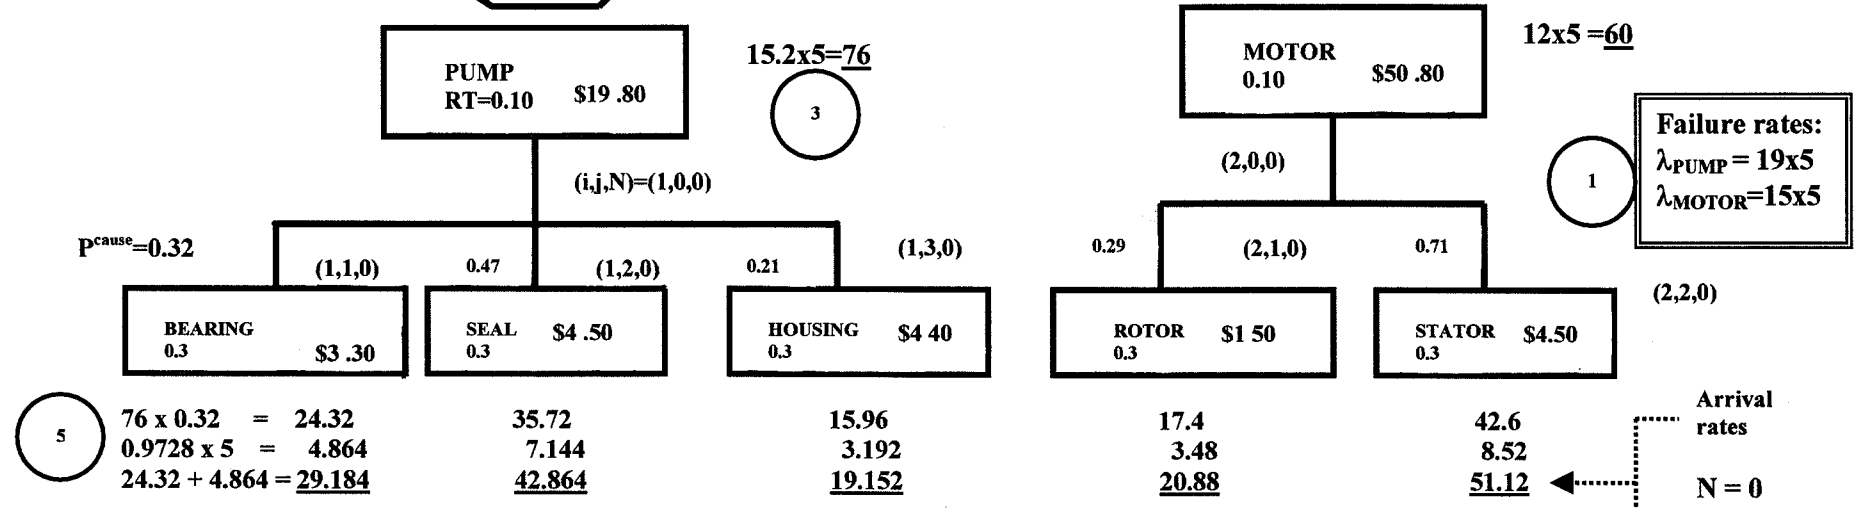 PUMP
RT=0.10 $19 .80
15.2x5=76
3
MOTOR
0.10 $50 .80
12x5 =60
1
Failure rates:
λPUMP = 19x5
λMOTOR=15x5
(i,j,N)=(1,0,0)
(2,0,0)
Pcause=0.32
(1,1,0)
0.47
(1,2,0)
0.21
(1,3,0)
0.29
(2,1,0)
0.71
(2,2,0)
BEARING
0.3 $3 .30
SEAL $4 .50
0.3
HOUSING $4 40
0.3
ROTOR $1 50
0.3
STATOR $4.50
0.3
5
76 x 0.32 = 24.32 35.72 15.96 17.4 42.6
0.9728 x 5 = 4.864 7.144 3.192 3.48 8.52
24.32 + 4.864 = 29.184 42.864 19.152 20.88 51.12
Arrival
rates
N = 0